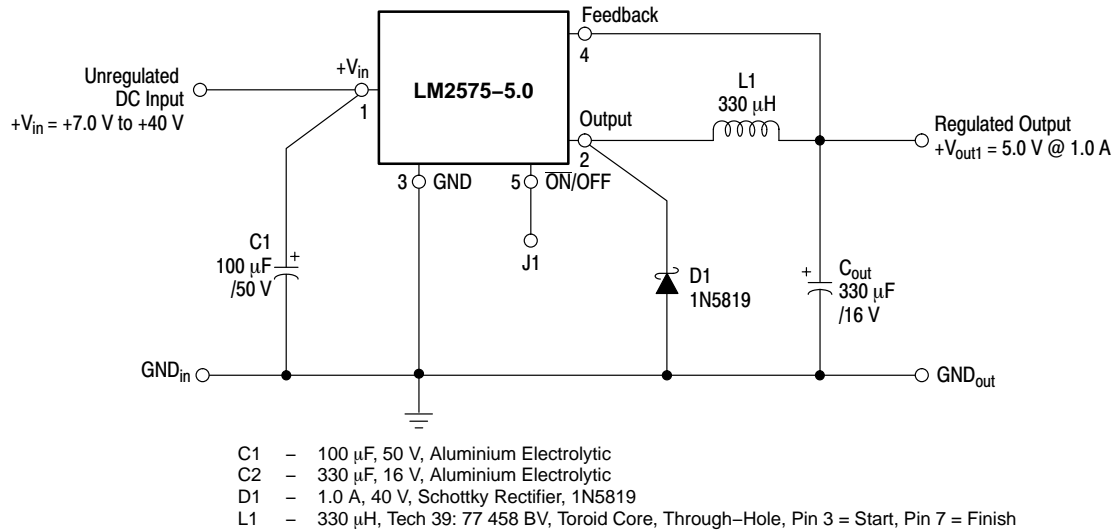 Feedback
4
Unregulated
DC Input
+Vin = +7.0 V to +40 V
+Vin
1
LM2575–5.0
L1
330 μH
Output
2
Regulated Output
+Vout1 = 5.0 V @ 1.0 A
3 GND
5 O̅N̅/OFF
J1
C1
100 μF
/50 V
+
D1
1N5819
+
Cout
330 μF
/16 V
GNDin
GNDout
C1 – 100 μF, 50 V, Aluminium Electrolytic
C2 – 330 μF, 16 V, Aluminium Electrolytic
D1 – 1.0 A, 40 V, Schottky Rectifier, 1N5819
L1 – 330 μH, Tech 39: 77 458 BV, Toroid Core, Through–Hole, Pin 3 = Start, Pin 7 = Finish